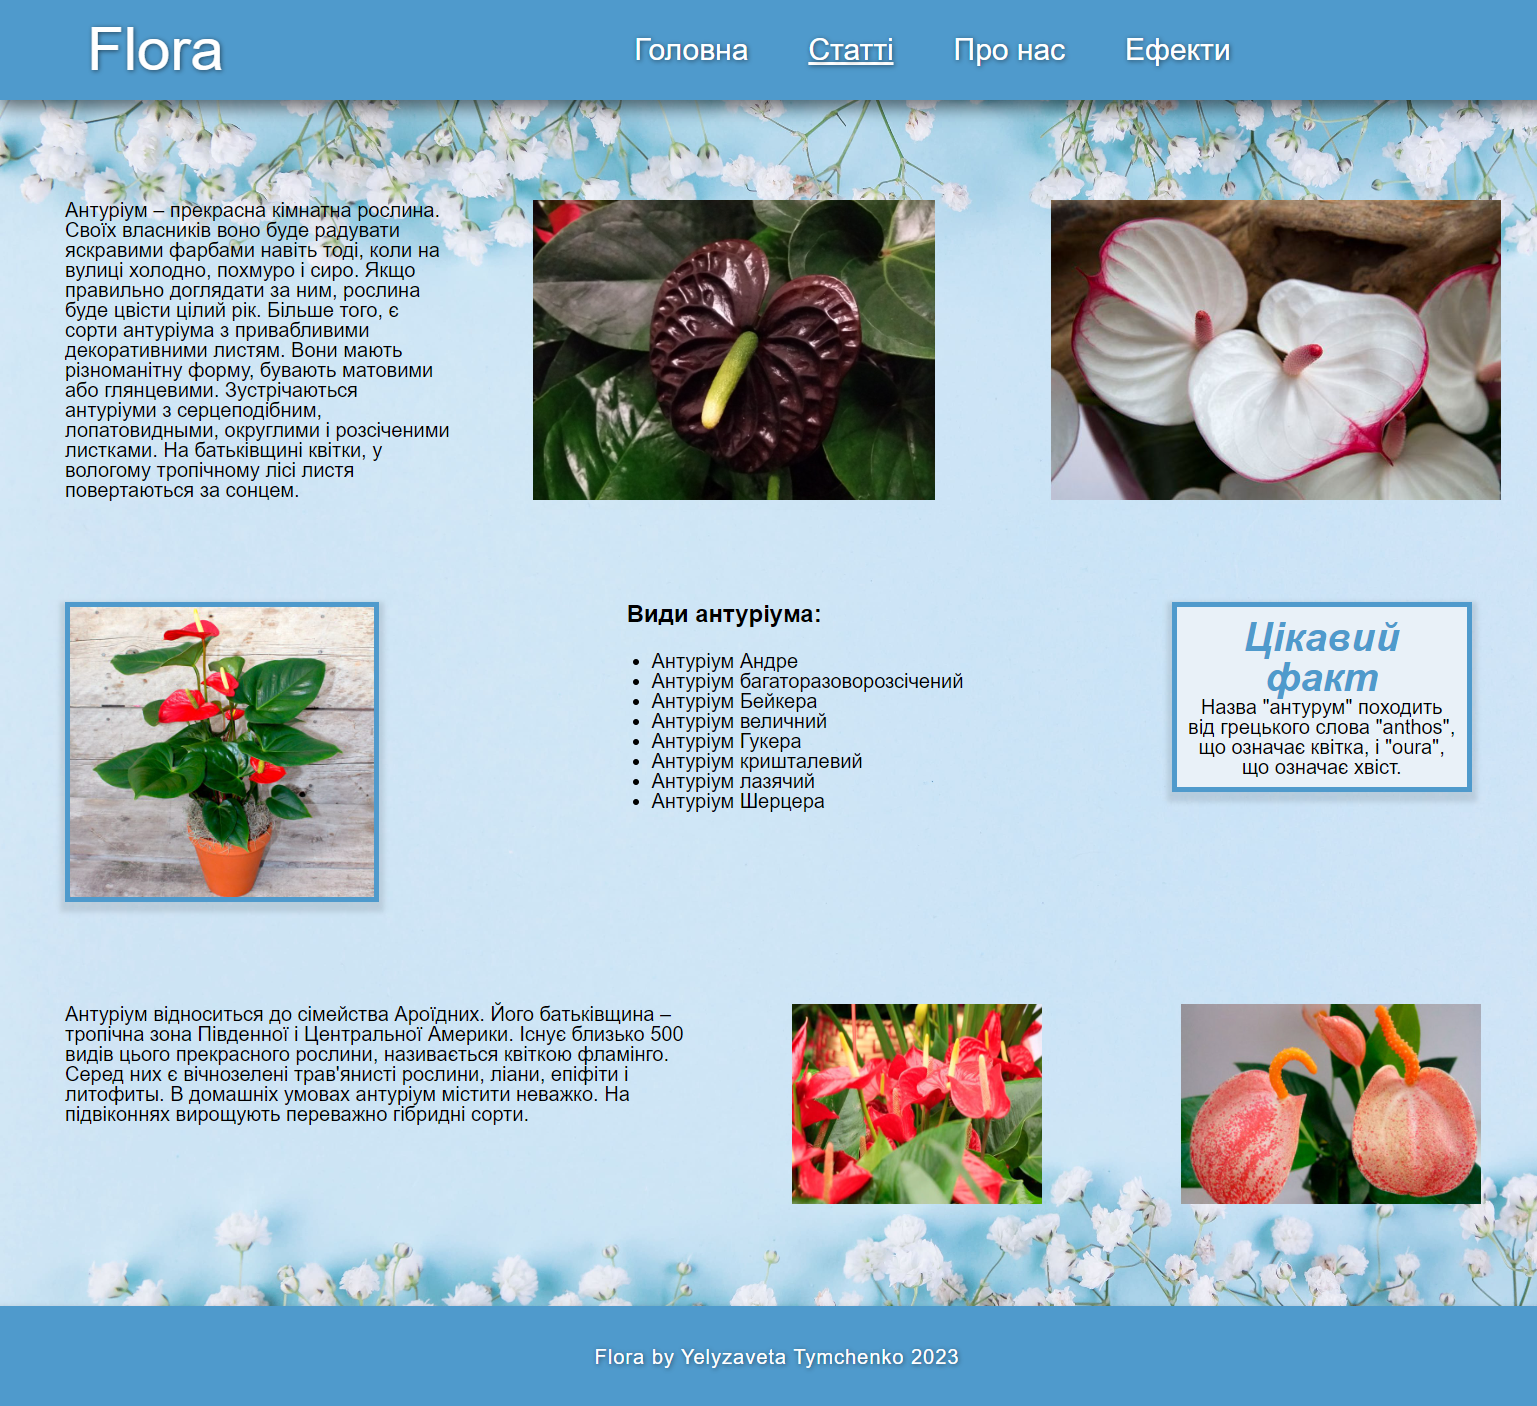 Flora
Головна Статті Про нас Ефекти
Антуріум – прекрасна кімнатна рослина.
Своїх власників воно буде радувати
яскравими фарбами навіть тоді, коли на
вулиці холодно, похмуро і сиро. Якщо
правильно доглядати за ним, рослина
буде цвісти цілий рік. Більше того, є
сорти антуріума з привабливими
декоративними листям. Вони мають
різноманітну форму, бувають матовими
або глянцевими. Зустрічаються
антуріуми з серцеподібним,
лопатовидными, округлими і розсіченими
листками. На батьківщині квітки, у
вологому тропічному лісі листя
повертаються за сонцем.
Види антуріума:
Антуріум Андре
Антуріум багаторазоворозсічений
Антуріум Бейкера
Антуріум величний
Антуріум Гукера
Антуріум кришталевий
Антуріум лазячий
Антуріум Шерцера
Цікавий
факт
Назва "антурум" походить
від грецького слова "anthos",
що означає квітка, і "oura",
що означає хвіст.
Антуріум відноситься до сімейства Ароїдних. Його батьківщина –
тропічна зона Південної і Центральної Америки. Існує близько 500
видів цього прекрасного рослини, називається квіткою фламінго.
Серед них є вічнозелені трав'янисті рослини, ліани, епіфіти і
литофиты. В домашніх умовах антуріум містити неважко. На
підвіконнях вирощують переважно гібридні сорти.
Flora by Yelyzaveta Tymchenko 2023